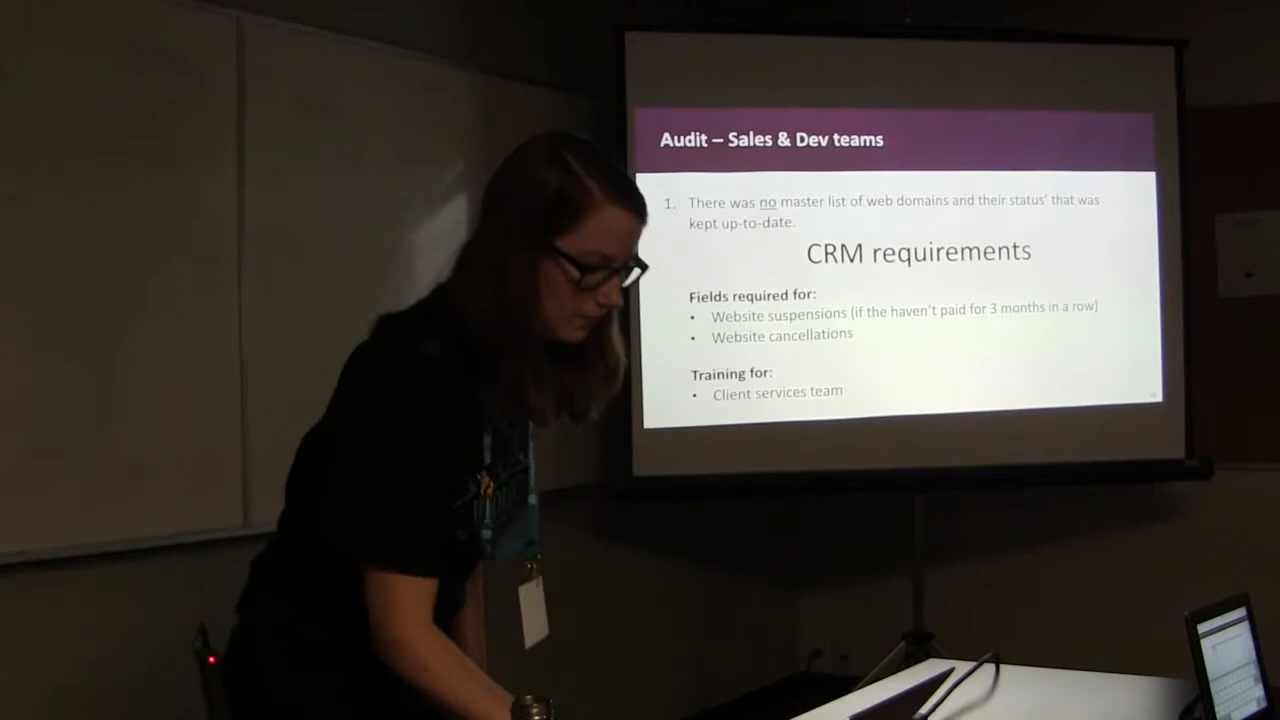 Audit – Sales & Dev teams
1. There was no master list of web domains and their status' that was
kept up-to-date.
CRM requirements
Fields required for:
• Website suspensions (if the haven't paid for 3 months in a row)
• Website cancellations
Training for:
• Client services team